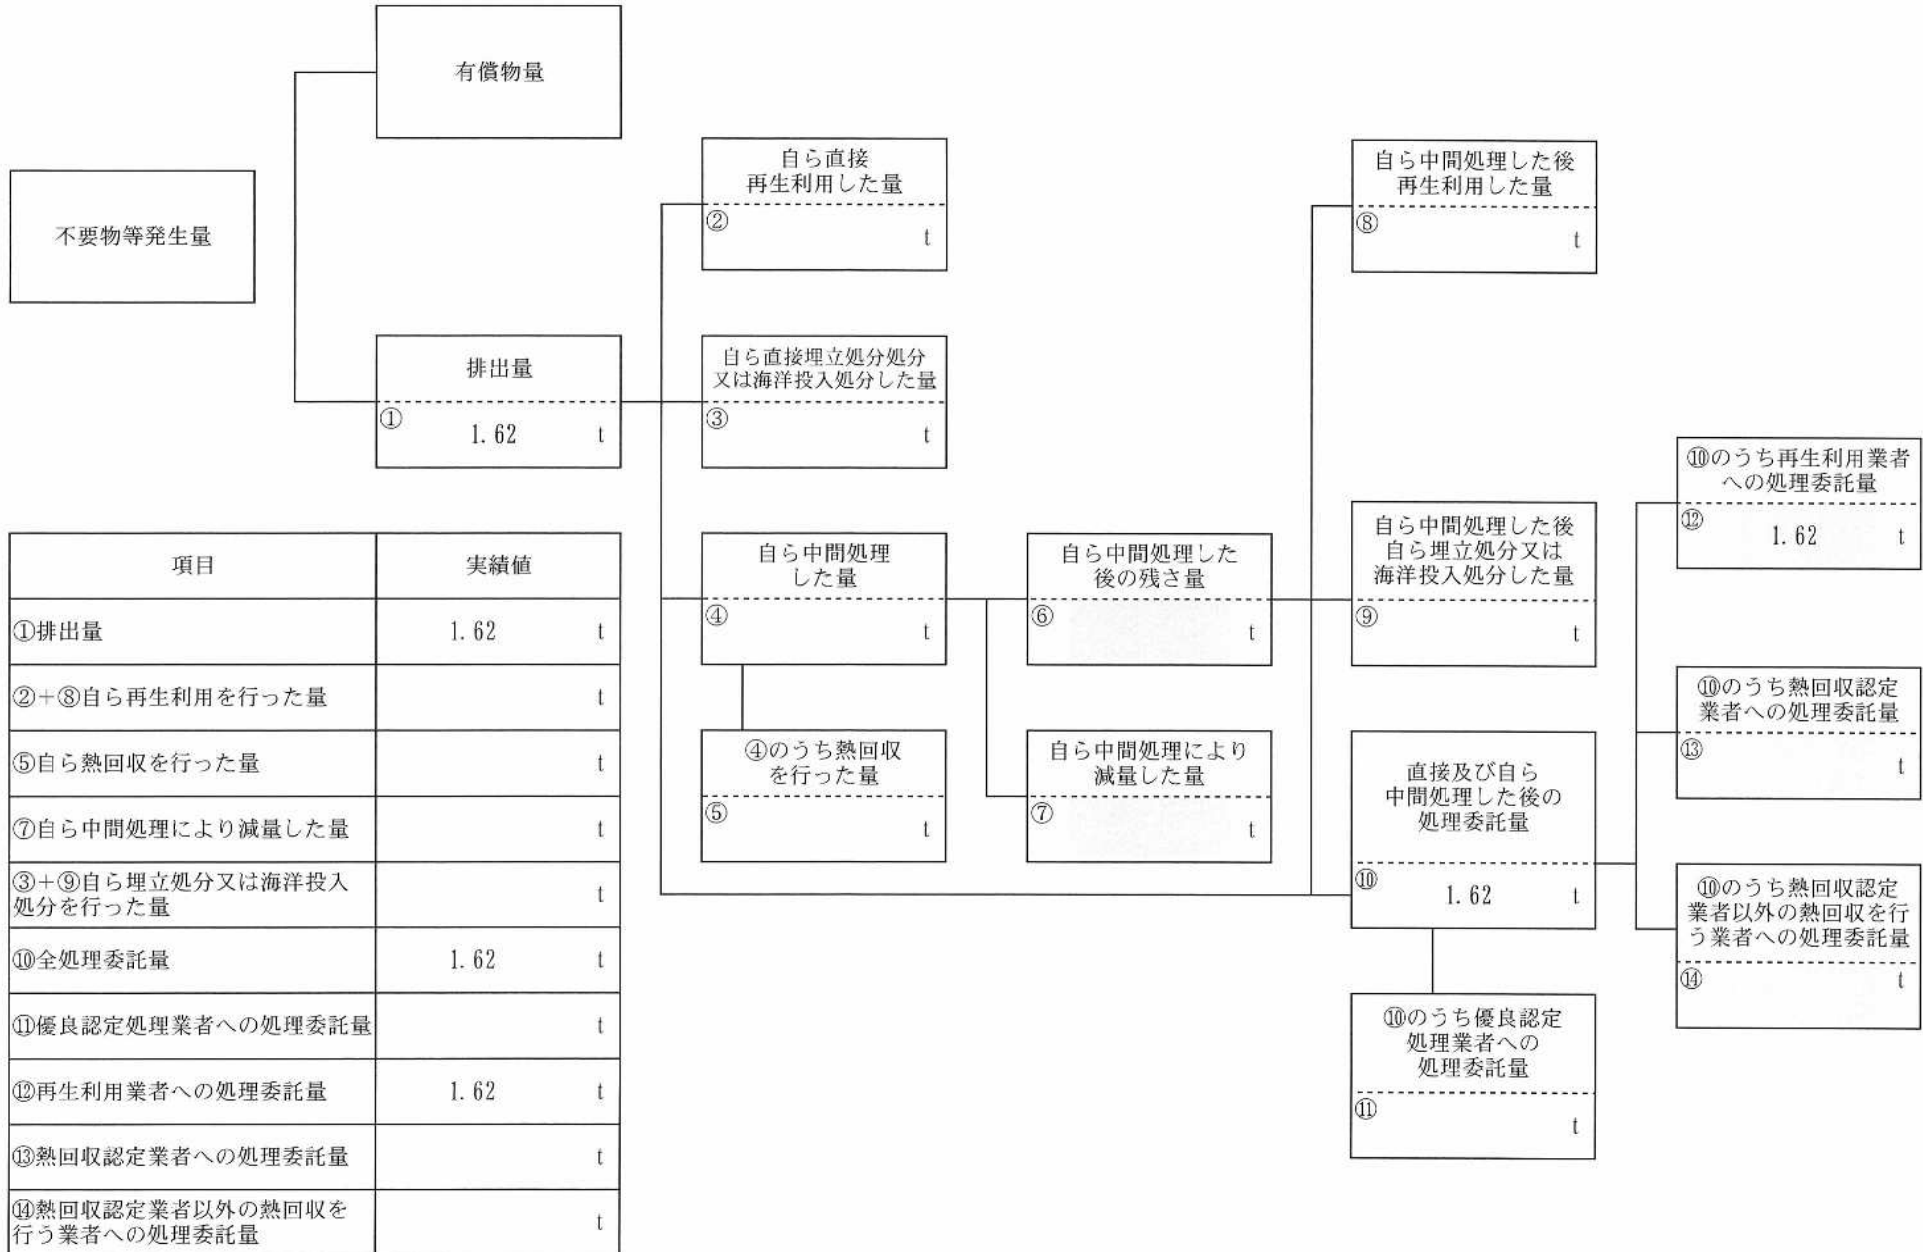 有償物量
不要物等発生量
排出量
① 1.62 t
自ら直接
再生利用した量
② t
自ら直接埋立処分処分
又は海洋投入処分した量
③ t
自ら中間処理
した量
④ t
④のうち熱回収
を行った量
⑤ t
自ら中間処理した
後の残さ量
⑥ t
自ら中間処理により
減量した量
⑦ t
自ら中間処理した後
再生利用した量
⑧ t
自ら中間処理した後
自ら埋立処分又は
海洋投入処分した量
⑨ t
直接及び自ら
中間処理した後の
処理委託量
⑩ 1.62 t
⑩のうち優良認定
処理業者への
処理委託量
⑪ t
⑩のうち再生利用業者
への処理委託量
⑫ 1.62 t
⑩のうち熱回収認定
業者への処理委託量
⑬ t
⑩のうち熱回収認定
業者以外の熱回収を行
う業者への処理委託量
⑭ t
項目 実績値
①排出量 1.62 t
②+⑧自ら再生利用を行った量 t
⑤自ら熱回収を行った量 t
⑦自ら中間処理により減量した量 t
③+⑨自ら埋立処分又は海洋投入
処分を行った量 t
⑩全処理委託量 1.62 t
⑪優良認定処理業者への処理委託量 t
⑫再生利用業者への処理委託量 1.62 t
⑬熱回収認定業者への処理委託量 t
⑭熱回収認定業者以外の熱回収を
行う業者への処理委託量 t